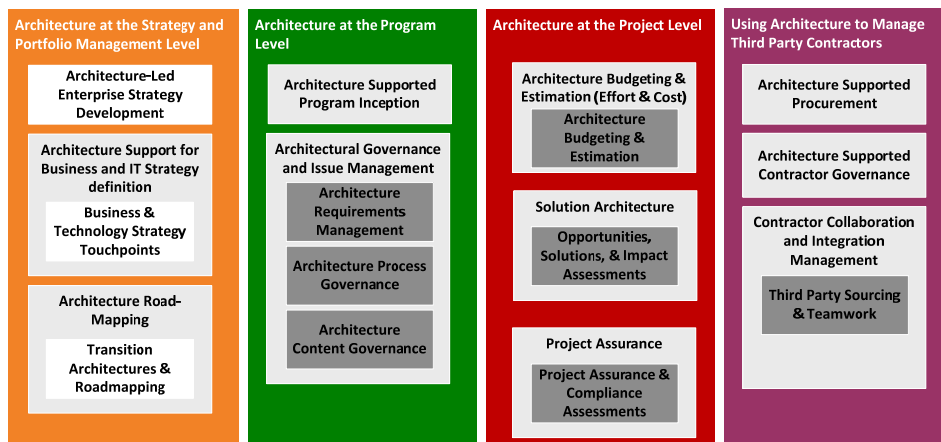 Architecture at the Strategy and
Portfolio Management Level
Architecture–Led
Enterprise Strategy
Development
Architecture Support for
Business and IT Strategy
definition
Business &
Technology Strategy
Touchpoints
Architecture Road–
Mapping
Transition
Architectures &
Roadmapping
Architecture at the Program
Level
Architecture Supported
Program Inception
Architectural Governance
and Issue Management
Architecture
Requirements
Management
Architecture Process
Governance
Architecture
Content Governance
Architecture at the Project Level
Architecture Budgeting &
Estimation (Effort & Cost)
Architecture
Budgeting &
Estimation
Solution Architecture
Opportunities,
Solutions, & Impact
Assessments
Project Assurance
Project Assurance &
Compliance
Assessments
Using Architecture to Manage
Third Party Contractors
Architecture Supported
Procurement
Architecture Supported
Contractor Governance
Contractor Collaboration
and Integration
Management
Third Party Sourcing
& Teamwork